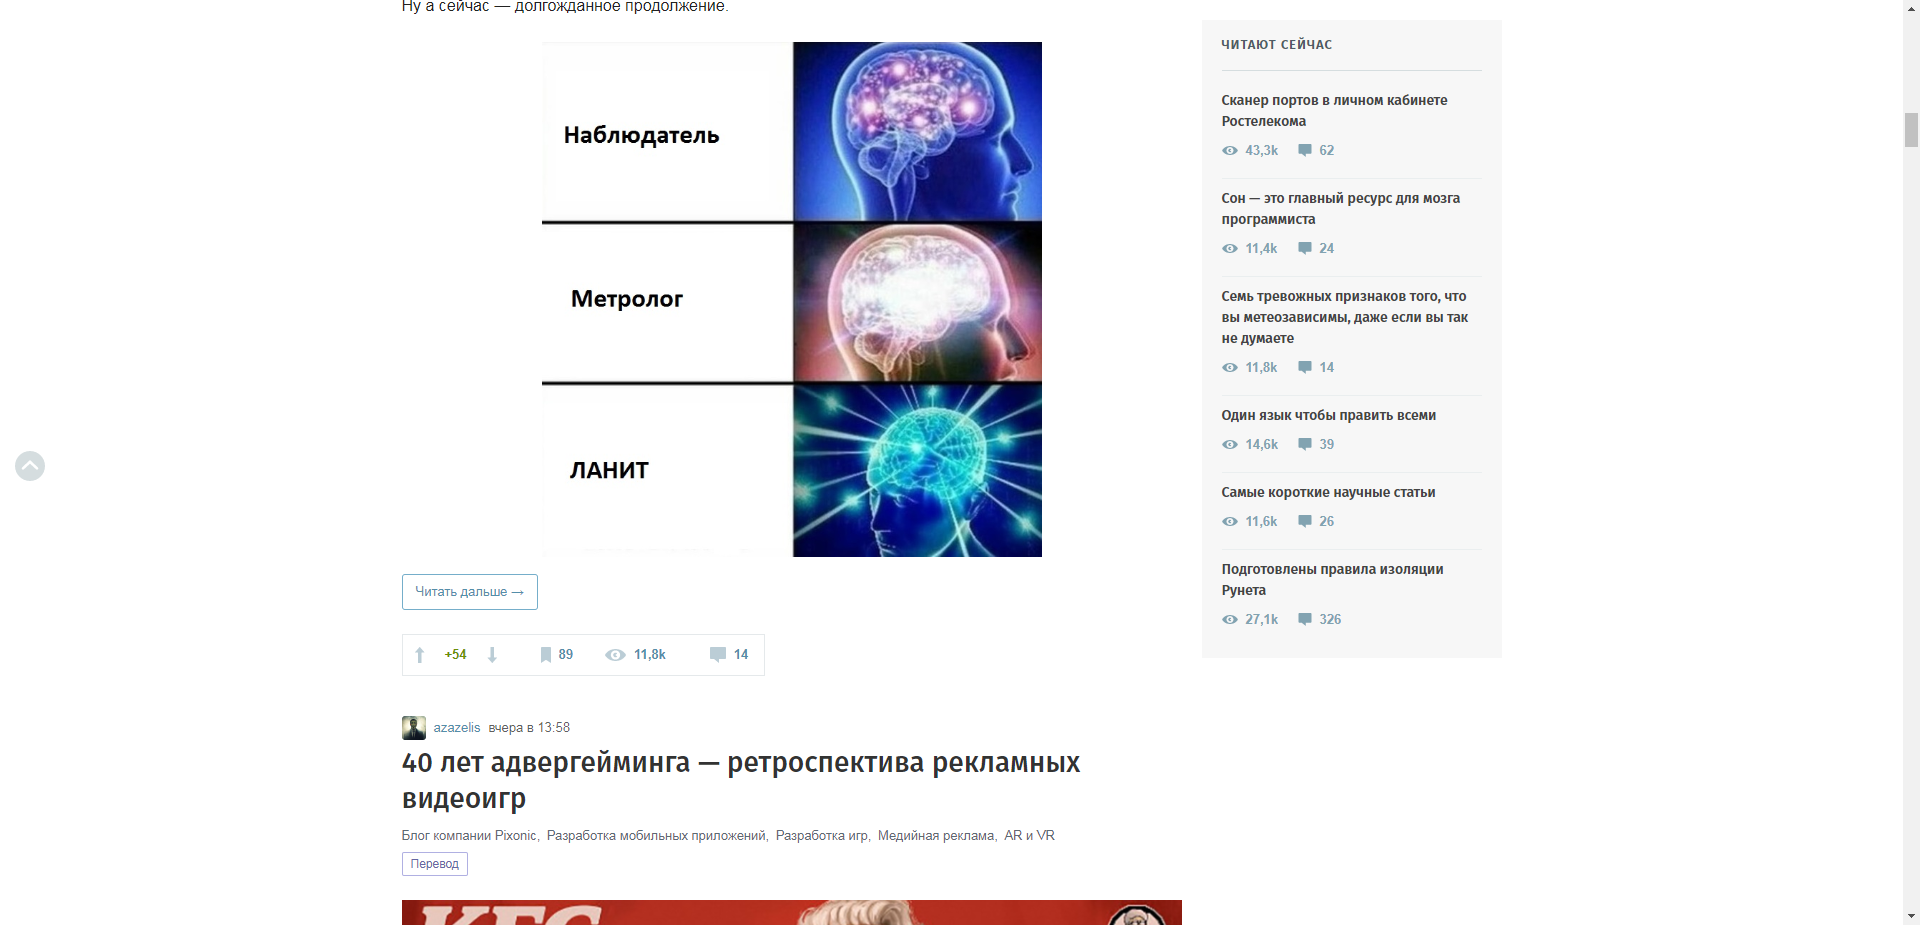 Ну а сейчас — долгожданное продолжение.
Наблюдатель
Метролог
ЛАНИТ
Читать дальше →
+54 89 11,8k 14
azazelis вчера в 13:58
40 лет адвергейминга — ретроспектива рекламных
видеоигр
Блог компании Pixonic, Разработка мобильных приложений, Разработка игр, Медийная реклама, AR и VR
Перевод
KFC
ЧИТАЮТ СЕЙЧАС
Сканер портов в личном кабинете
Ростелекома
43,3k 62
Сон — это главный ресурс для мозга
программиста
11,4k 24
Семь тревожных признаков того, что
вы метеозависимы, даже если вы так
не думаете
11,8k 14
Один язык чтобы править всеми
14,6k 39
Самые короткие научные статьи
11,6k 26
Подготовлены правила изоляции
Рунета
27,1k 326